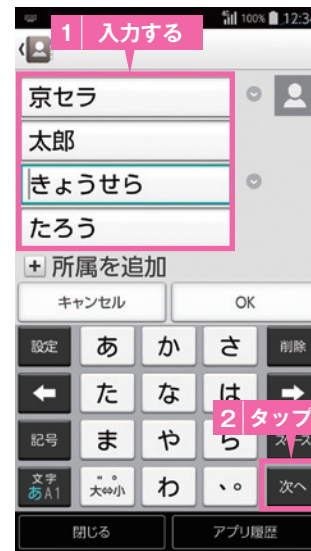 100% 12:34
1 入力する
京セラ
太郎
きょうせら
たろう
+ 所属を追加
キャンセル OK
設定 あ か さ 削除
← た な は →
2 タップ
記号 ま や ら
文字 あA1 大⇔小 わ 、。 次へ
閉じる アプリ履歴